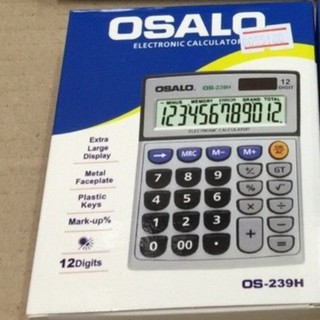 OSALO
ELECTRONIC CALCULATOR
OSALO OS-239H
12
DIGIT
MINUS MEMORY ERROR GRAND TOTAL
123456789012.
ELECTRONIC CALCULATOR
Extra
Large
Display
Metal
Faceplate
Plastic
Keys
Mark-up%
12Digits
→ MRC M- M+
7 8 9 % GT
4 5 6 × √
1 2 3 ÷
0 00 · + =
OS-239H